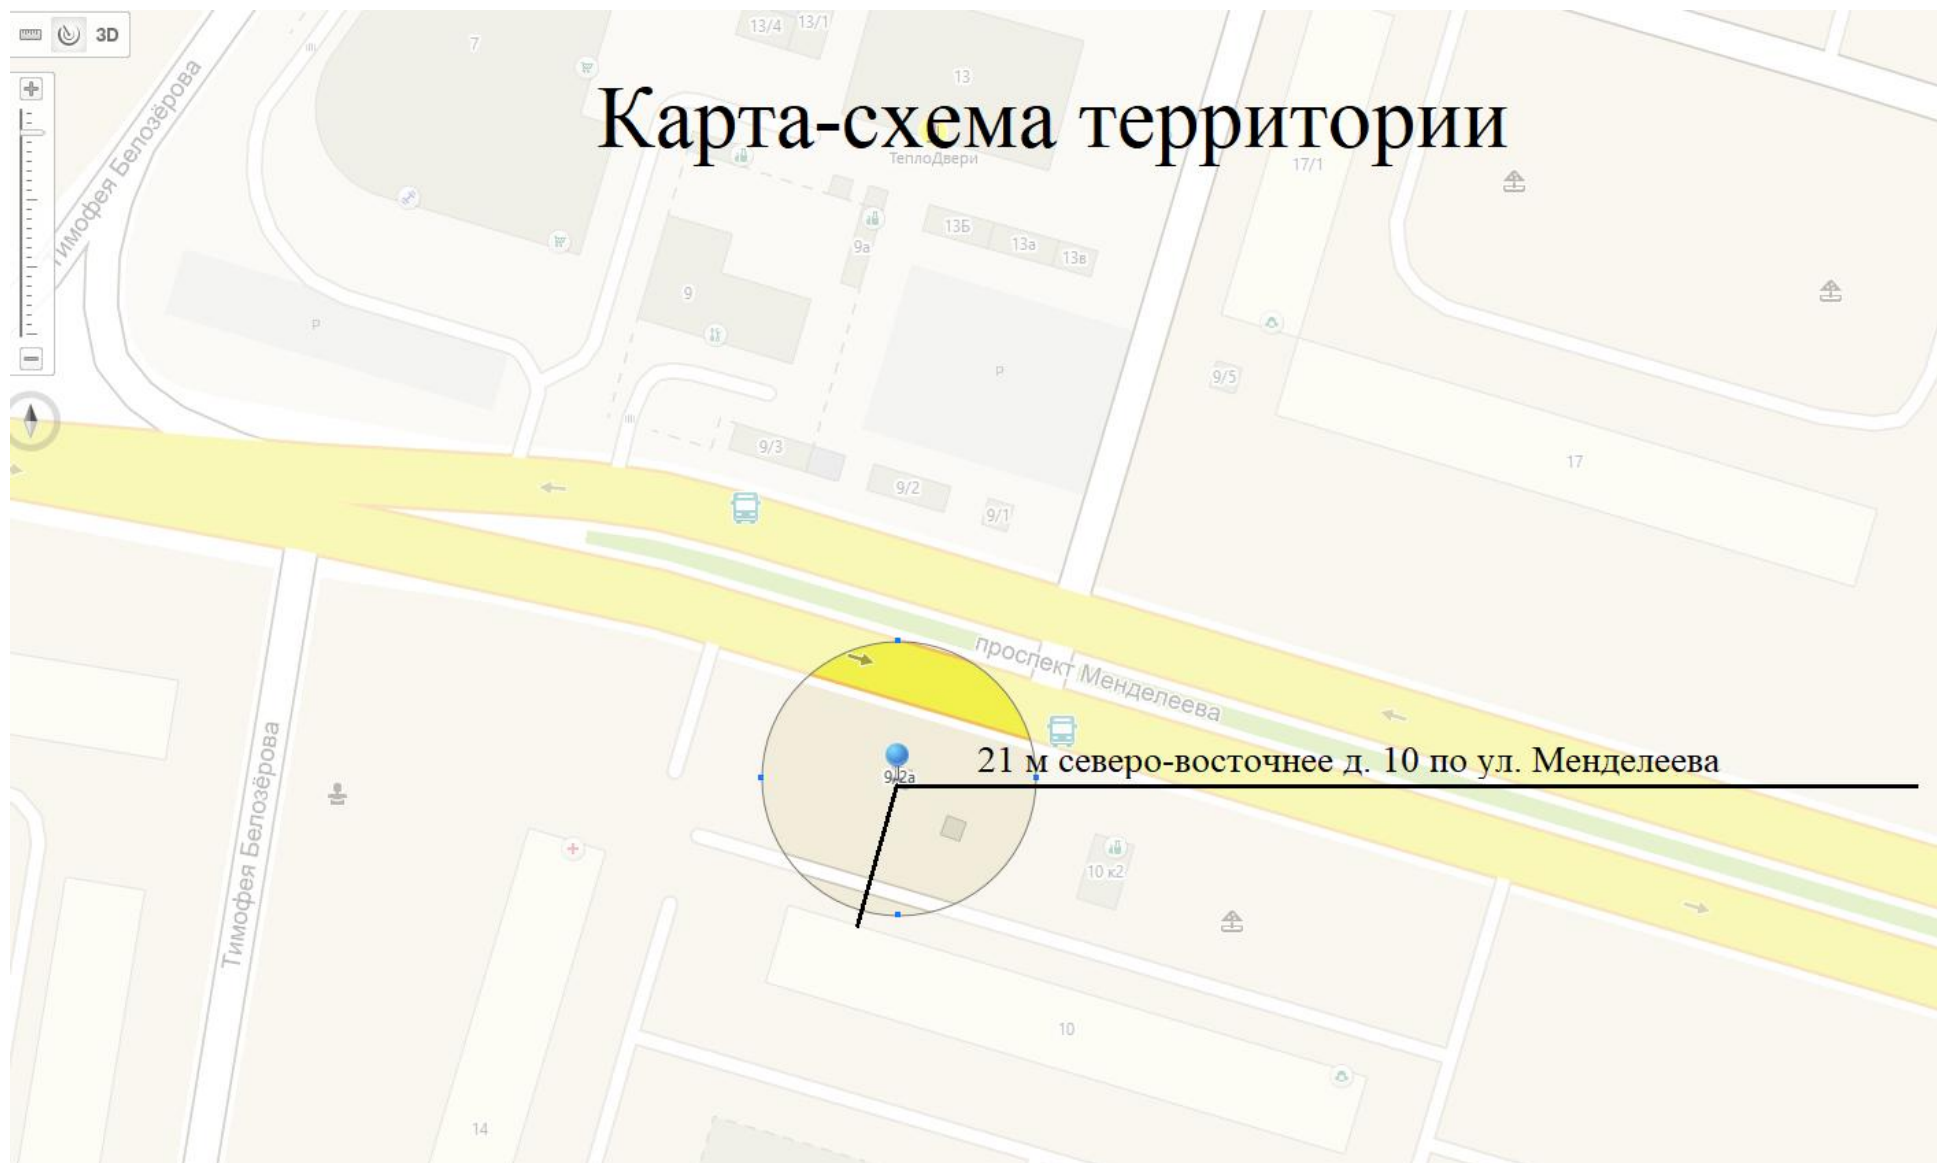 3D
13/4
13/1
7
13
Карта-схема территории
ТеплоДвери
17/1
Тимофея Белозёрова
13Б
13а
13в
9а
9
P
P
9/5
9/3
17
9/2
9/1
проспект Менделеева
21 м северо-восточнее д. 10 по ул. Менделеева
9/2а
Тимофея Белозёрова
10 к2
10
14